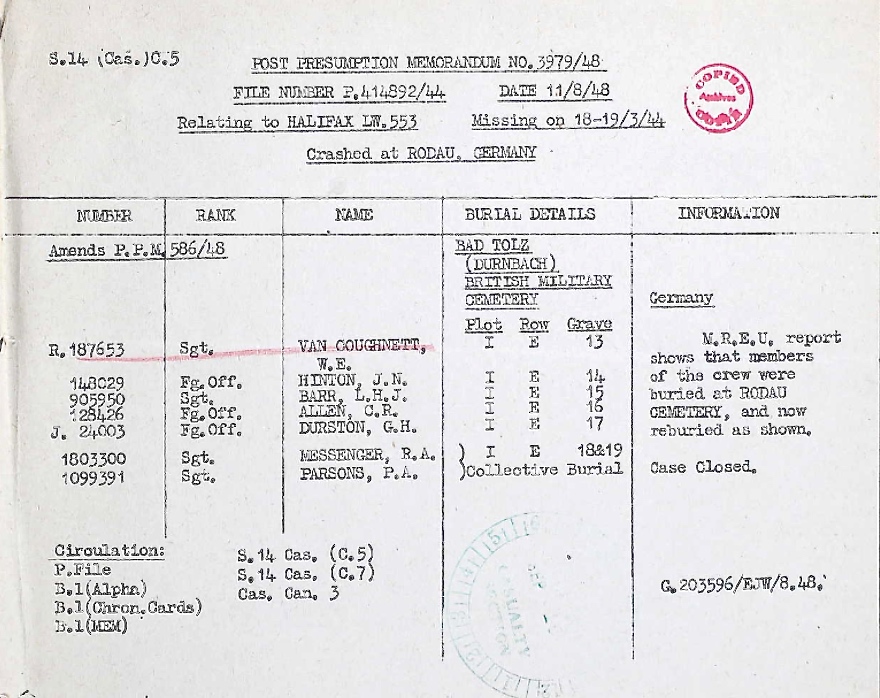 S.14 (Cas.)C.5
POST PRESUMPTION MEMORANDUM NO.3979/48
FILE NUMBER P.414892/44 DATE 11/8/48
Relating to HALIFAX LW.553 Missing on 18-19/3/44
Crashed at RODAU. GERMANY
COPIED
Archives
NUMBER RANK NAME BURIAL DETAILS INFORMATION
Amends P.P.M. 586/48
BAD TOLZ
(DURNBACH)
BRITISH MILITARY
CEMETERY
Germany
Plot Row Grave
R.187653 Sgt. VAN COUGHNETT, W.E. I E 13
148029 Fg.Off. HINTON, J.N. I E 14
905950 Sgt. BARR, L.H.J. I E 15
128426 Fg.Off. ALLEN, C.R. I E 16
J. 24003 Fg.Off. DURSTON, G.H. I E 17
1803300 Sgt. MESSENGER, R.A. ) I E 18&19
1099391 Sgt. PARSONS, P.A. )Collective Burial
M.R.E.U. report
shows that members
of the crew were
buried at RODAU
CEMETERY, and now
reburied as shown.
Case Closed.
Circulation:
P.File
B.1(Alpha)
B.1(Chron.Cards)
B.1(MEM)
S.14 Cas. (C.5)
S.14 Cas. (C.7)
Cas. Can. 3
G.203596/EJW/8.48.